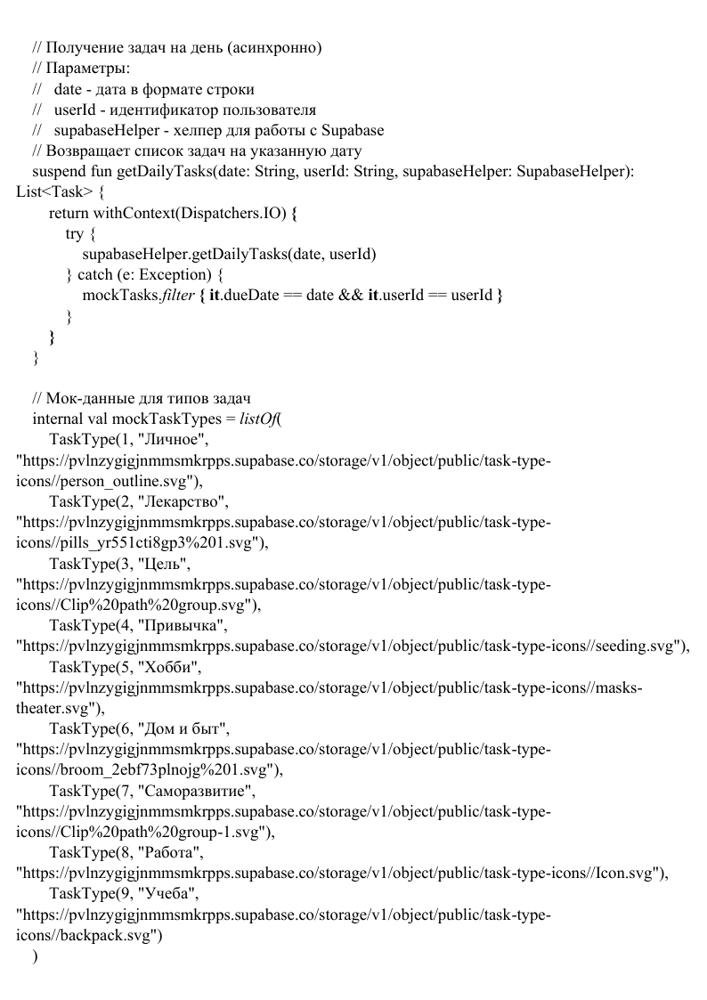 // Получение задач на день (асинхронно)
// Параметры:
//   date - дата в формате строки
//   userId - идентификатор пользователя
//   supabaseHelper - хелпер для работы с Supabase
// Возвращает список задач на указанную дату
suspend fun getDailyTasks(date: String, userId: String, supabaseHelper: SupabaseHelper):
List<Task> {
return withContext(Dispatchers.IO) {
try {
supabaseHelper.getDailyTasks(date, userId)
} catch (e: Exception) {
mockTasks.filter { it.dueDate == date && it.userId == userId }
}
}
}
// Мок-данные для типов задач
internal val mockTaskTypes = listOf(
TaskType(1, "Личное",
"https://pvlnzygigjnmmsmkrpps.supabase.co/storage/v1/object/public/task-type-
icons//person_outline.svg"),
TaskType(2, "Лекарство",
"https://pvlnzygigjnmmsmkrpps.supabase.co/storage/v1/object/public/task-type-
icons//pills_yr551cti8gp3%201.svg"),
TaskType(3, "Цель",
"https://pvlnzygigjnmmsmkrpps.supabase.co/storage/v1/object/public/task-type-
icons//Clip%20path%20group.svg"),
TaskType(4, "Привычка",
"https://pvlnzygigjnmmsmkrpps.supabase.co/storage/v1/object/public/task-type-icons//seeding.svg"),
TaskType(5, "Хобби",
"https://pvlnzygigjnmmsmkrpps.supabase.co/storage/v1/object/public/task-type-icons//masks-
theater.svg"),
TaskType(6, "Дом и быт",
"https://pvlnzygigjnmmsmkrpps.supabase.co/storage/v1/object/public/task-type-
icons//broom_2ebf73plnojg%201.svg"),
TaskType(7, "Саморазвитие",
"https://pvlnzygigjnmmsmkrpps.supabase.co/storage/v1/object/public/task-type-
icons//Clip%20path%20group-1.svg"),
TaskType(8, "Работа",
"https://pvlnzygigjnmmsmkrpps.supabase.co/storage/v1/object/public/task-type-icons//Icon.svg"),
TaskType(9, "Учеба",
"https://pvlnzygigjnmmsmkrpps.supabase.co/storage/v1/object/public/task-type-
icons//backpack.svg")
)